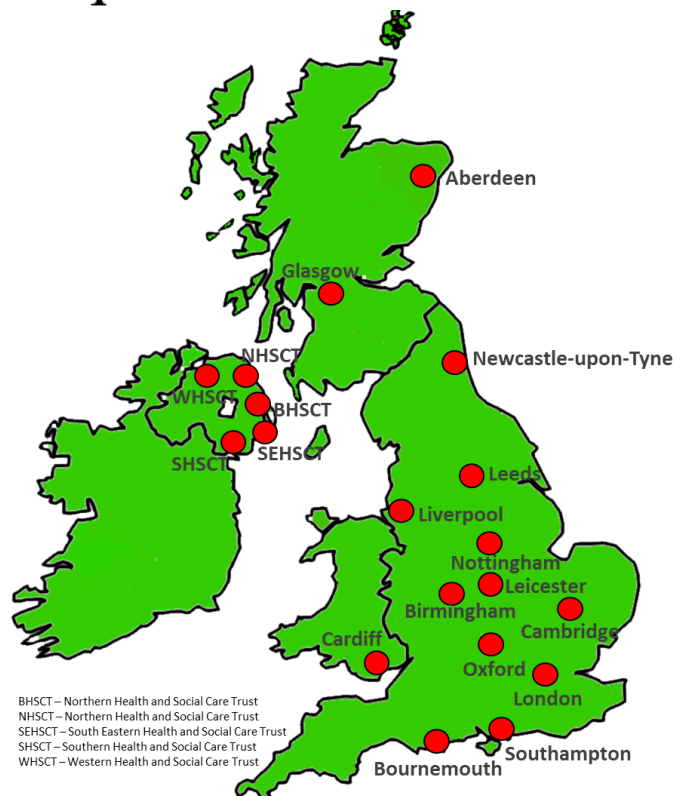 Aberdeen
Glasgow
NHSCT
Newcastle-upon-Tyne
WHSCT
BHSCT
SEHSCT
SHSCT
Leeds
Liverpool
Nottingham
Leicester
Birmingham
Cambridge
Cardiff
Oxford
London
BHSCT – Northern Health and Social Care Trust
NHSCT – Northern Health and Social Care Trust
SEHSCT – South Eastern Health and Social Care Trust
SHSCT – Southern Health and Social Care Trust
WHSCT – Western Health and Social Care Trust
Southampton
Bournemouth